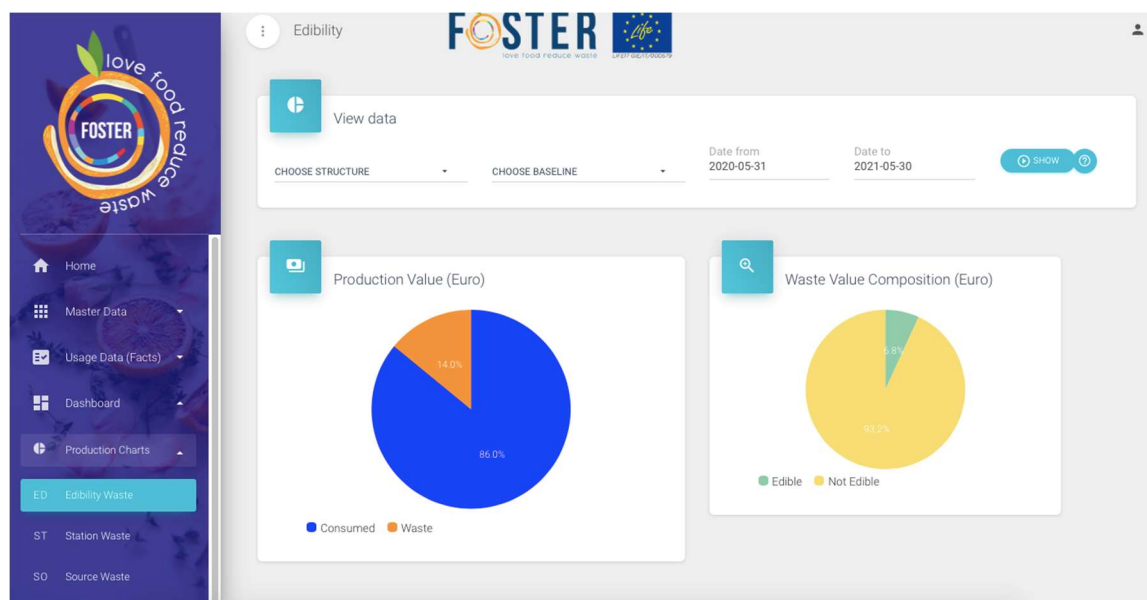 love food reduce waste
FOSTER
Home
Master Data
Usage Data (Facts)
Dashboard
Production Charts
ED Edibility Waste
ST Station Waste
SO Source Waste
Edibility
FOSTER
love food reduce waste
Life
View data
CHOOSE STRUCTURE
CHOOSE BASELINE
Date from
2020-05-31
Date to
2021-05-30
SHOW
?
Production Value (Euro)
14.0%
86.0%
Consumed Waste
Waste Value Composition (Euro)
6.8%
93.2%
Edible Not Edible